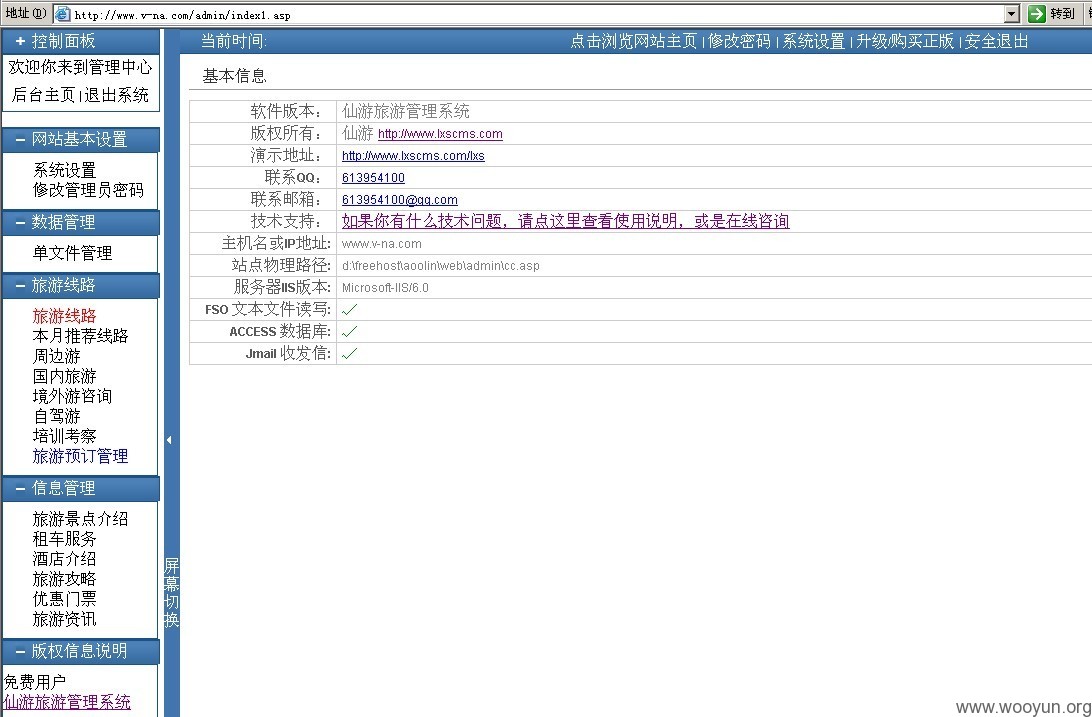 地址(D) http://www.v-na.com/admin/index1.asp 转到
+ 控制面板
欢迎你来到管理中心
后台主页 | 退出系统
− 网站基本设置
系统设置
修改管理员密码
− 数据管理
单文件管理
− 旅游线路
旅游线路
本月推荐线路
周边游
国内旅游
境外游咨询
自驾游
培训考察
旅游预订管理
− 信息管理
旅游景点介绍
租车服务
酒店介绍
旅游攻略
优惠门票
旅游资讯
− 版权信息说明
免费用户
仙游旅游管理系统
屏幕切换
当前时间: 点击浏览网站主页 | 修改密码 | 系统设置 | 升级/购买正版 | 安全退出
基本信息
软件版本： 仙游旅游管理系统
版权所有： 仙游 http://www.lxscms.com
演示地址： http://www.lxscms.com/lxs
联系QQ： 613954100
联系邮箱： 613954100@qq.com
技术支持： 如果你有什么技术问题，请点这里查看使用说明，或是在线咨询
主机名或IP地址: www.v-na.com
站点物理路径: d:\freehost\aoolin\web\admin\cc.asp
服务器IIS版本: Microsoft-IIS/6.0
FSO 文本文件读写: ✓
ACCESS 数据库: ✓
Jmail 收发信: ✓
www.wooyun.org